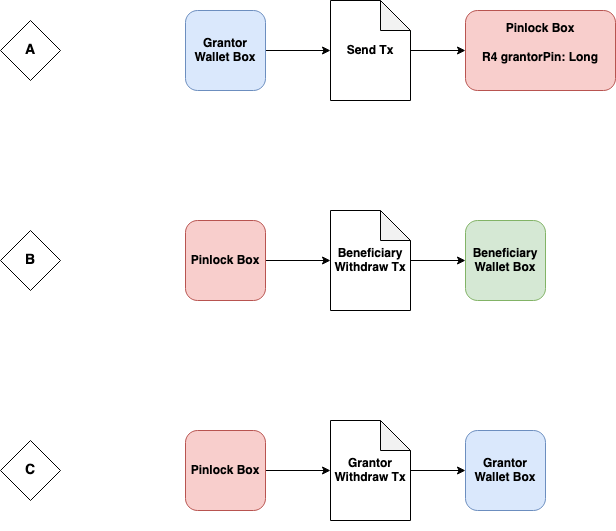 A
Grantor
Wallet Box
Send Tx
Pinlock Box
R4 grantorPin: Long
B
Pinlock Box
Beneficiary
Withdraw Tx
Beneficiary
Wallet Box
C
Pinlock Box
Grantor
Withdraw Tx
Grantor
Wallet Box